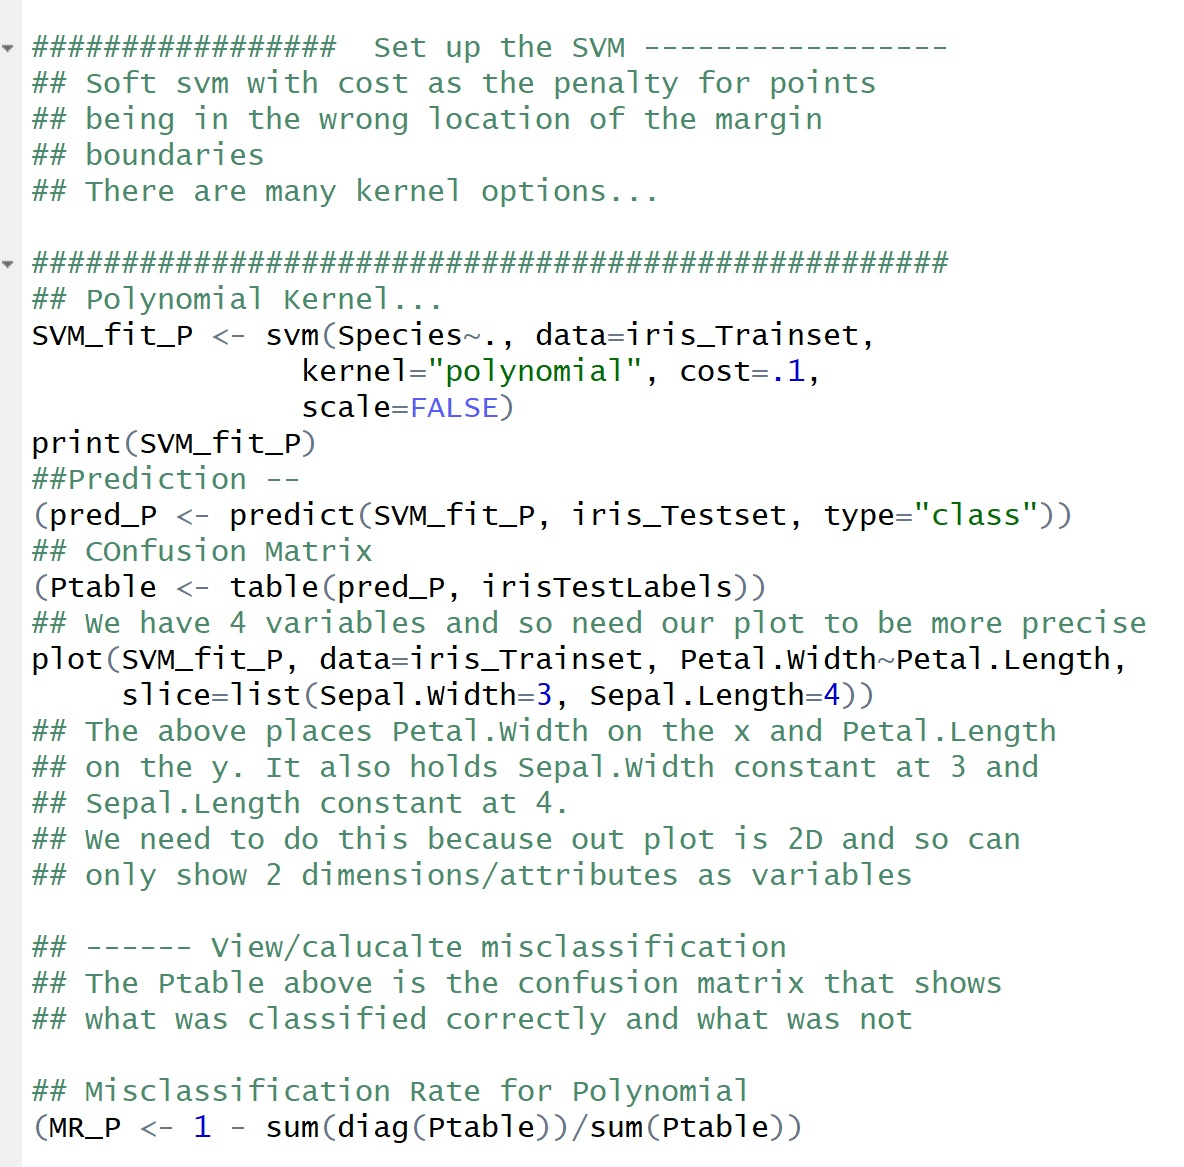 #################  Set up the SVM -----------------
## Soft svm with cost as the penalty for points
## being in the wrong location of the margin
## boundaries
## There are many kernel options...
###################################################
## Polynomial Kernel...
SVM_fit_P <- svm(Species~., data=iris_Trainset,
               kernel="polynomial", cost=.1,
               scale=FALSE)
print(SVM_fit_P)
##Prediction --
(pred_P <- predict(SVM_fit_P, iris_Testset, type="class"))
## COnfusion Matrix
(Ptable <- table(pred_P, irisTestLabels))
## We have 4 variables and so need our plot to be more precise
plot(SVM_fit_P, data=iris_Trainset, Petal.Width~Petal.Length,
     slice=list(Sepal.Width=3, Sepal.Length=4))
## The above places Petal.Width on the x and Petal.Length
## on the y. It also holds Sepal.Width constant at 3 and
## Sepal.Length constant at 4.
## We need to do this because out plot is 2D and so can
## only show 2 dimensions/attributes as variables
## ------ View/calucalte misclassification
## The Ptable above is the confusion matrix that shows
## what was classified correctly and what was not
## Misclassification Rate for Polynomial
(MR_P <- 1 - sum(diag(Ptable))/sum(Ptable))